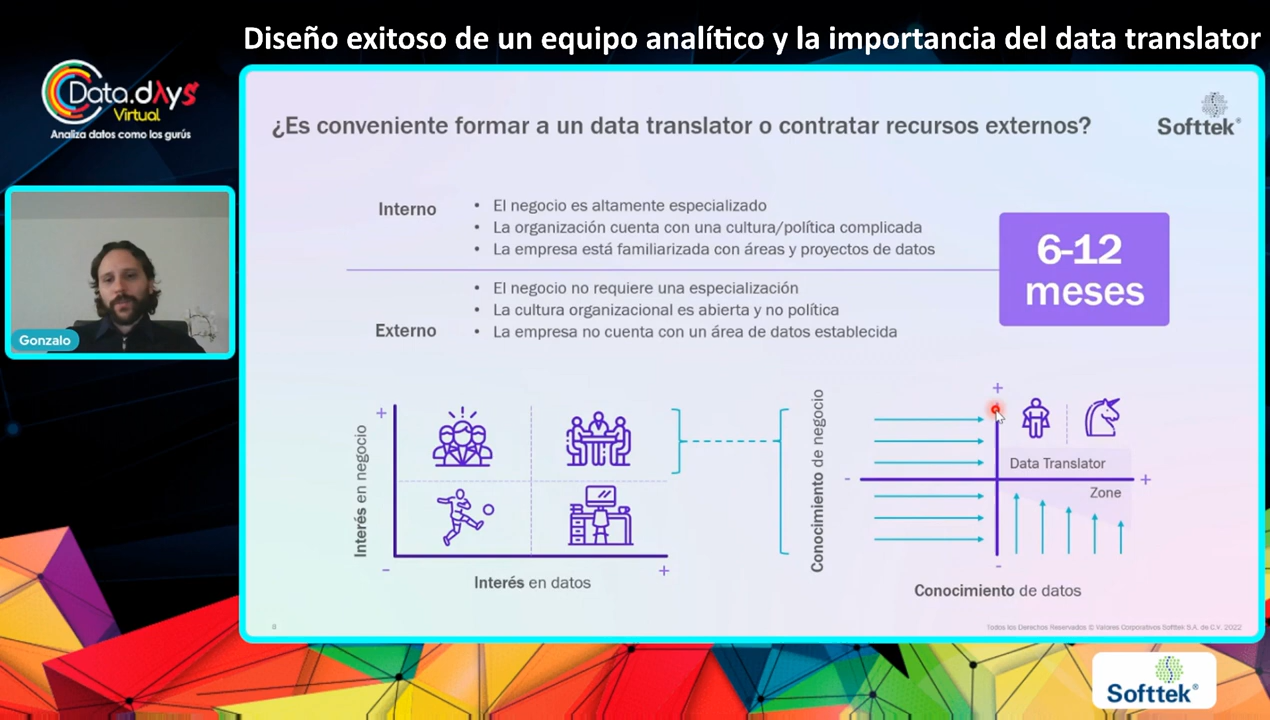 Diseño exitoso de un equipo analítico y la importancia del data translator
Data.dAys
Virtual
Analiza datos como los gurús
Gonzalo
¿Es conveniente formar a un data translator o contratar recursos externos?
Softtek®
Interno
• El negocio es altamente especializado
• La organización cuenta con una cultura/política complicada
• La empresa está familiarizada con áreas y proyectos de datos
6-12
meses
Externo
• El negocio no requiere una especialización
• La cultura organizacional es abierta y no política
• La empresa no cuenta con un área de datos establecida
+
Interés en negocio
-
Interés en datos
+
Conocimiento de negocio
+
-
Data Translator
Zone
+
-
Conocimiento de datos
8
Todos los Derechos Reservados © Valores Corporativos Softtek S.A. de C.V. 2022
Softtek®